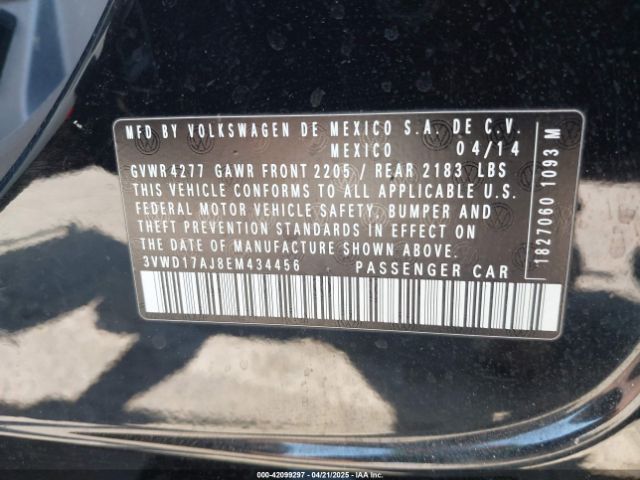 MFD BY VOLKSWAGEN DE MEXICO S.A. DE C.V.
MEXICO 04/14
GVWR4277 GAWR FRONT 2205 / REAR 2183 LBS
THIS VEHICLE CONFORMS TO ALL APPLICABLE U.S.
FEDERAL MOTOR VEHICLE SAFETY, BUMPER AND
THEFT PREVENTION STANDARDS IN EFFECT ON
THE DATE OF MANUFACTURE SHOWN ABOVE.
3VWD17AJ8EM434456 PASSENGER CAR
1827060 1093 M
000-42099297 - 04/21/2025 - IAAI.COM